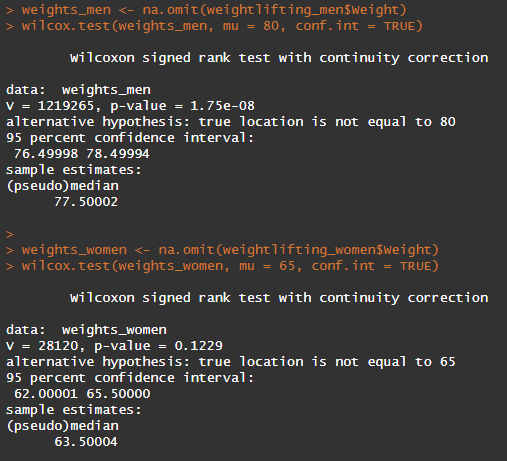 > weights_men <- na.omit(weightlifting_men$Weight)
> wilcox.test(weights_men, mu = 80, conf.int = TRUE)
Wilcoxon signed rank test with continuity correction
data: weights_men
V = 1219265, p-value = 1.75e-08
alternative hypothesis: true location is not equal to 80
95 percent confidence interval:
76.49998 78.49994
sample estimates:
(pseudo)median
77.50002
>
> weights_women <- na.omit(weightlifting_women$Weight)
> wilcox.test(weights_women, mu = 65, conf.int = TRUE)
Wilcoxon signed rank test with continuity correction
data: weights_women
V = 28120, p-value = 0.1229
alternative hypothesis: true location is not equal to 65
95 percent confidence interval:
62.00001 65.50000
sample estimates:
(pseudo)median
63.50004